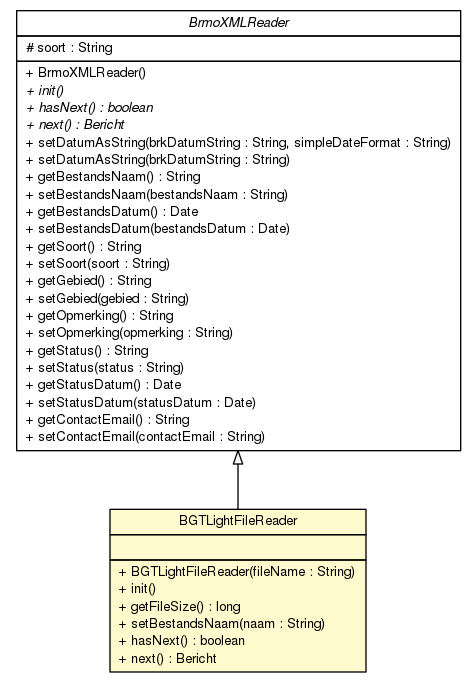 BrmoXMLReader
# soort : String
+ BrmoXMLReader()
+ init()
+ hasNext() : boolean
+ next() : Bericht
+ setDatumAsString(brkDatumString : String, simpleDateFormat : String)
+ setDatumAsString(brkDatumString : String)
+ getBestandsNaam() : String
+ setBestandsNaam(bestandsNaam : String)
+ getBestandsDatum() : Date
+ setBestandsDatum(bestandsDatum : Date)
+ getSoort() : String
+ setSoort(soort : String)
+ getGebied() : String
+ setGebied(gebied : String)
+ getOpmerking() : String
+ setOpmerking(opmerking : String)
+ getStatus() : String
+ setStatus(status : String)
+ getStatusDatum() : Date
+ setStatusDatum(statusDatum : Date)
+ getContactEmail() : String
+ setContactEmail(contactEmail : String)
BGTLightFileReader
+ BGTLightFileReader(fileName : String)
+ init()
+ getFileSize() : long
+ setBestandsNaam(naam : String)
+ hasNext() : boolean
+ next() : Bericht